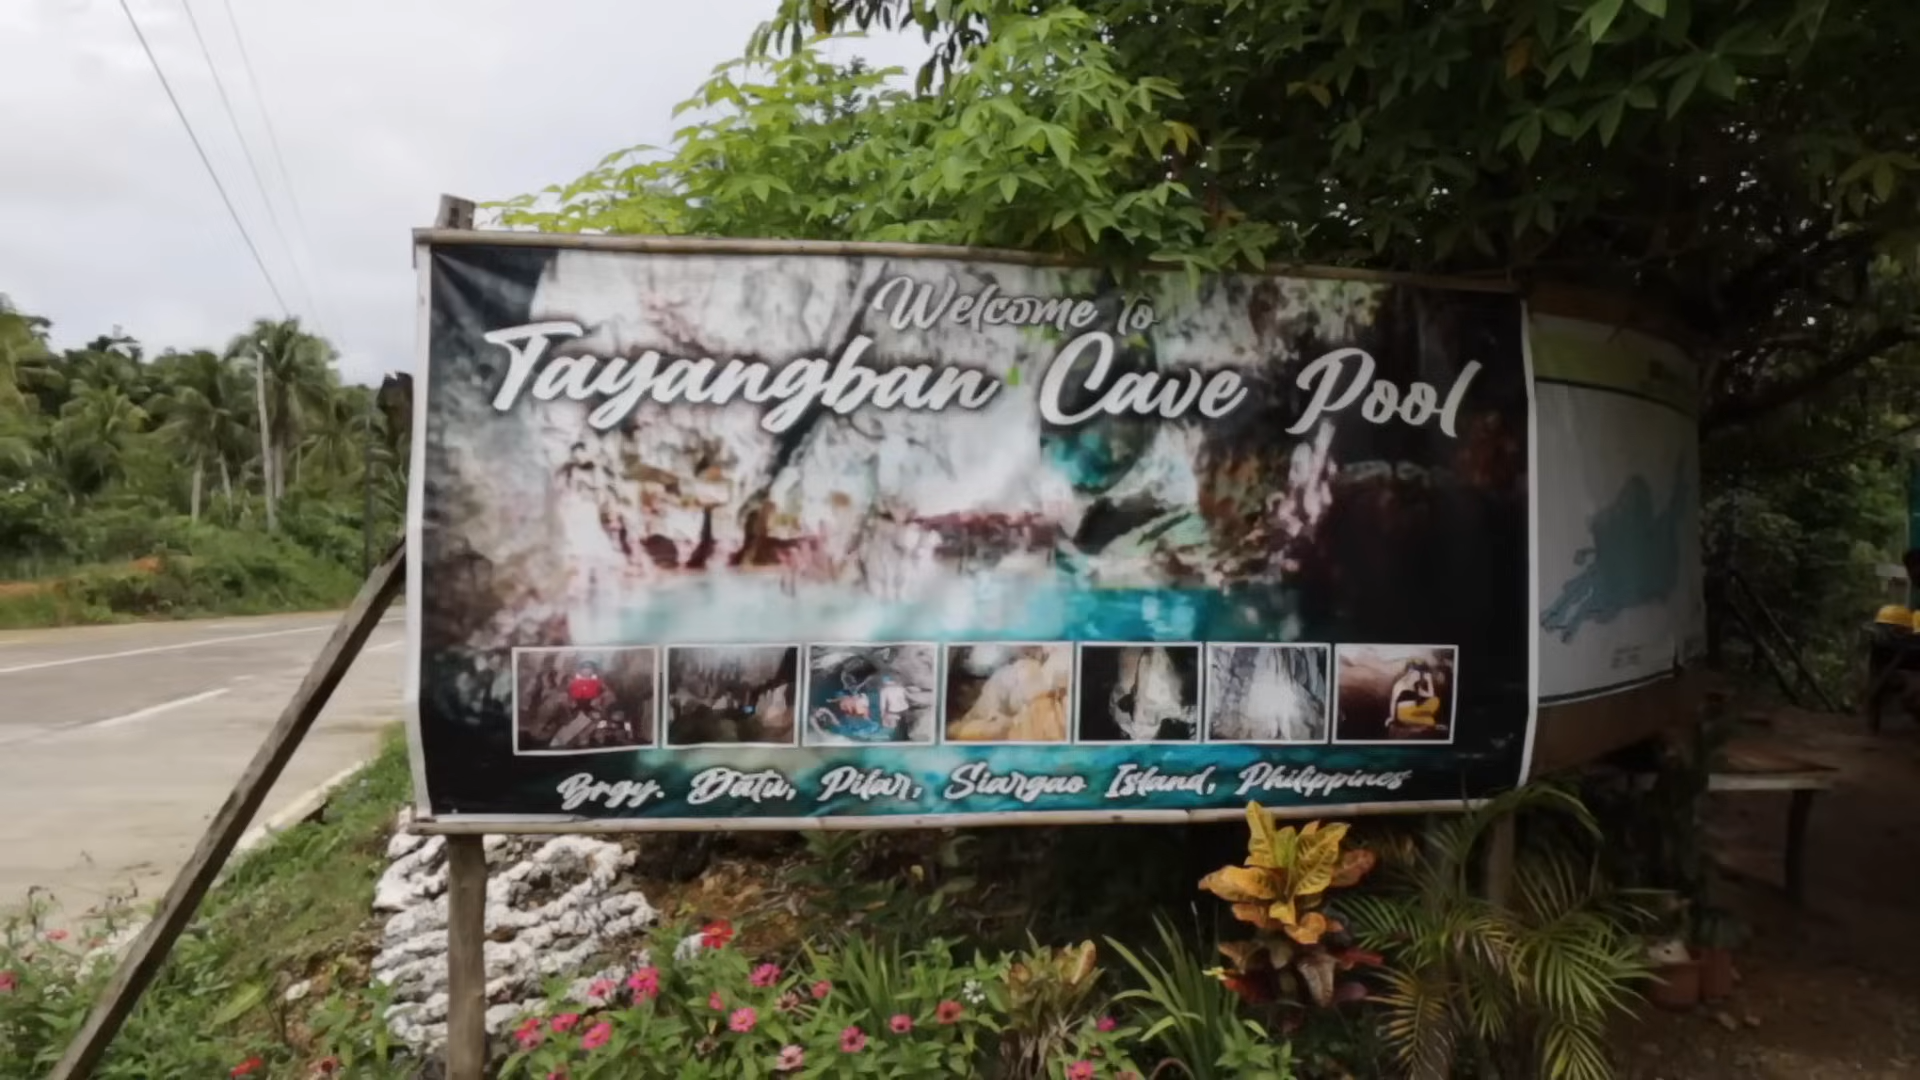 Welcome to
Tayangban Cave Pool
Brgy. Datu, Pilar, Siargao Island, Philippines